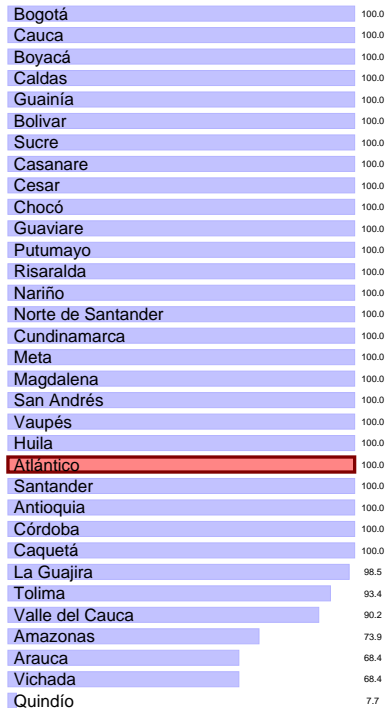 Bogotá 100.0
Cauca 100.0
Boyacá 100.0
Caldas 100.0
Guainía 100.0
Bolivar 100.0
Sucre 100.0
Casanare 100.0
Cesar 100.0
Chocó 100.0
Guaviare 100.0
Putumayo 100.0
Risaralda 100.0
Nariño 100.0
Norte de Santander 100.0
Cundinamarca 100.0
Meta 100.0
Magdalena 100.0
San Andrés 100.0
Vaupés 100.0
Huila 100.0
Atlántico 100.0
Santander 100.0
Antioquia 100.0
Córdoba 100.0
Caquetá 100.0
La Guajira 98.5
Tolima 93.4
Valle del Cauca 90.2
Amazonas 73.9
Arauca 68.4
Vichada 68.4
Quindío 7.7